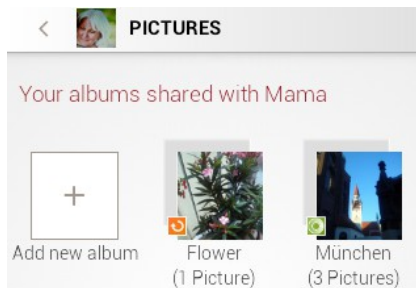 PICTURES
Your albums shared with Mama
Add new album
Flower
(1 Picture)
München
(3 Pictures)